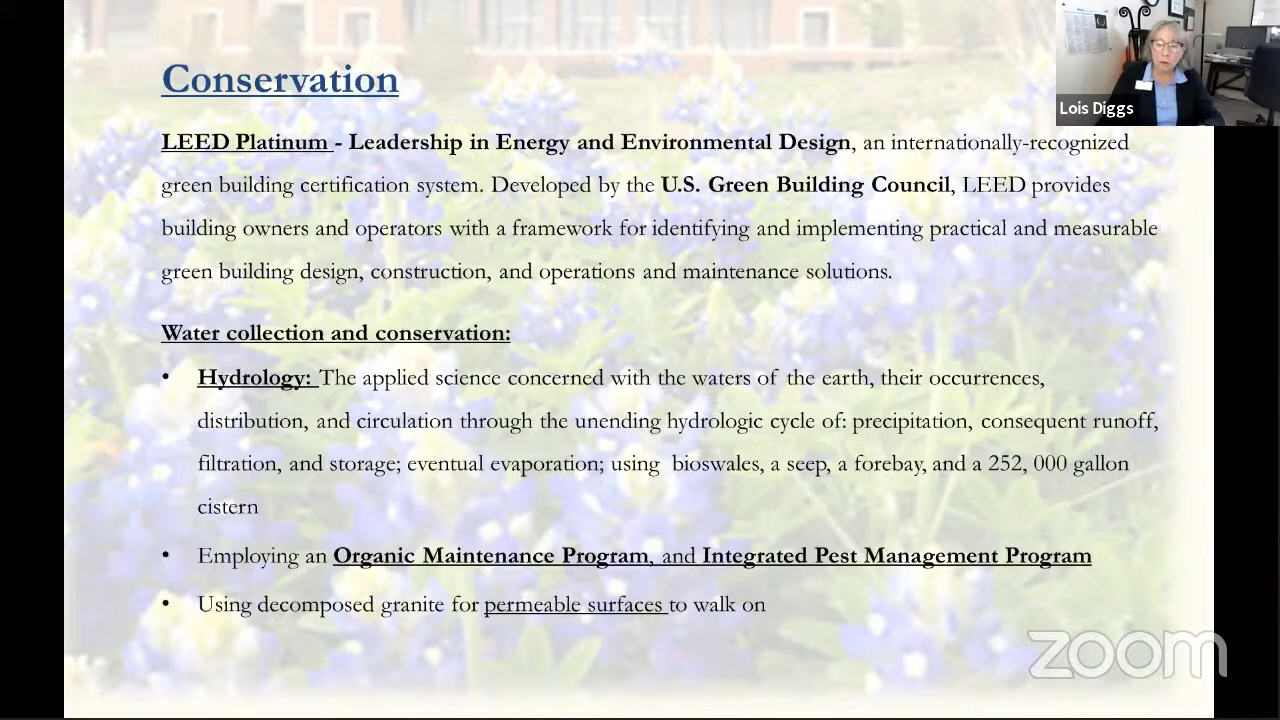 Conservation
Lois Diggs
LEED Platinum - Leadership in Energy and Environmental Design, an internationally-recognized
green building certification system. Developed by the U.S. Green Building Council, LEED provides
building owners and operators with a framework for identifying and implementing practical and measurable
green building design, construction, and operations and maintenance solutions.
Water collection and conservation:
• Hydrology: The applied science concerned with the waters of the earth, their occurrences,
distribution, and circulation through the unending hydrologic cycle of: precipitation, consequent runoff,
filtration, and storage; eventual evaporation; using bioswales, a seep, a forebay, and a 252, 000 gallon
cistern
• Employing an Organic Maintenance Program, and Integrated Pest Management Program
• Using decomposed granite for permeable surfaces to walk on
zoom